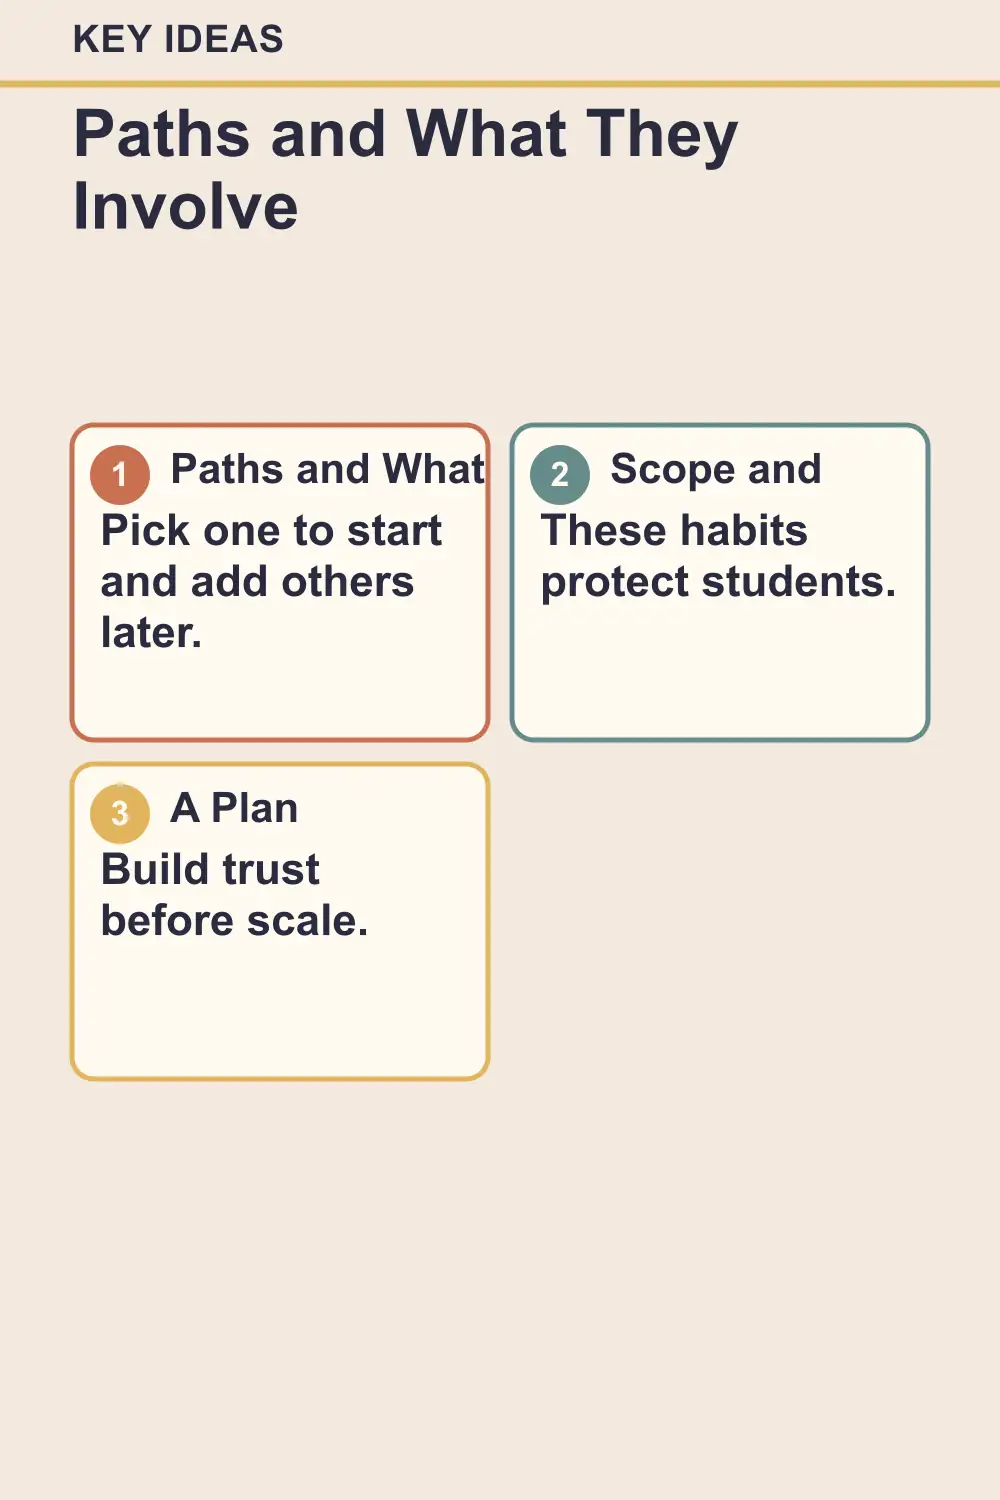 KEY IDEAS
Paths and What They
Involve
1 Paths and What
Pick one to start
and add others
later.
2 Scope and
These habits
protect students.
3 A Plan
Build trust
before scale.